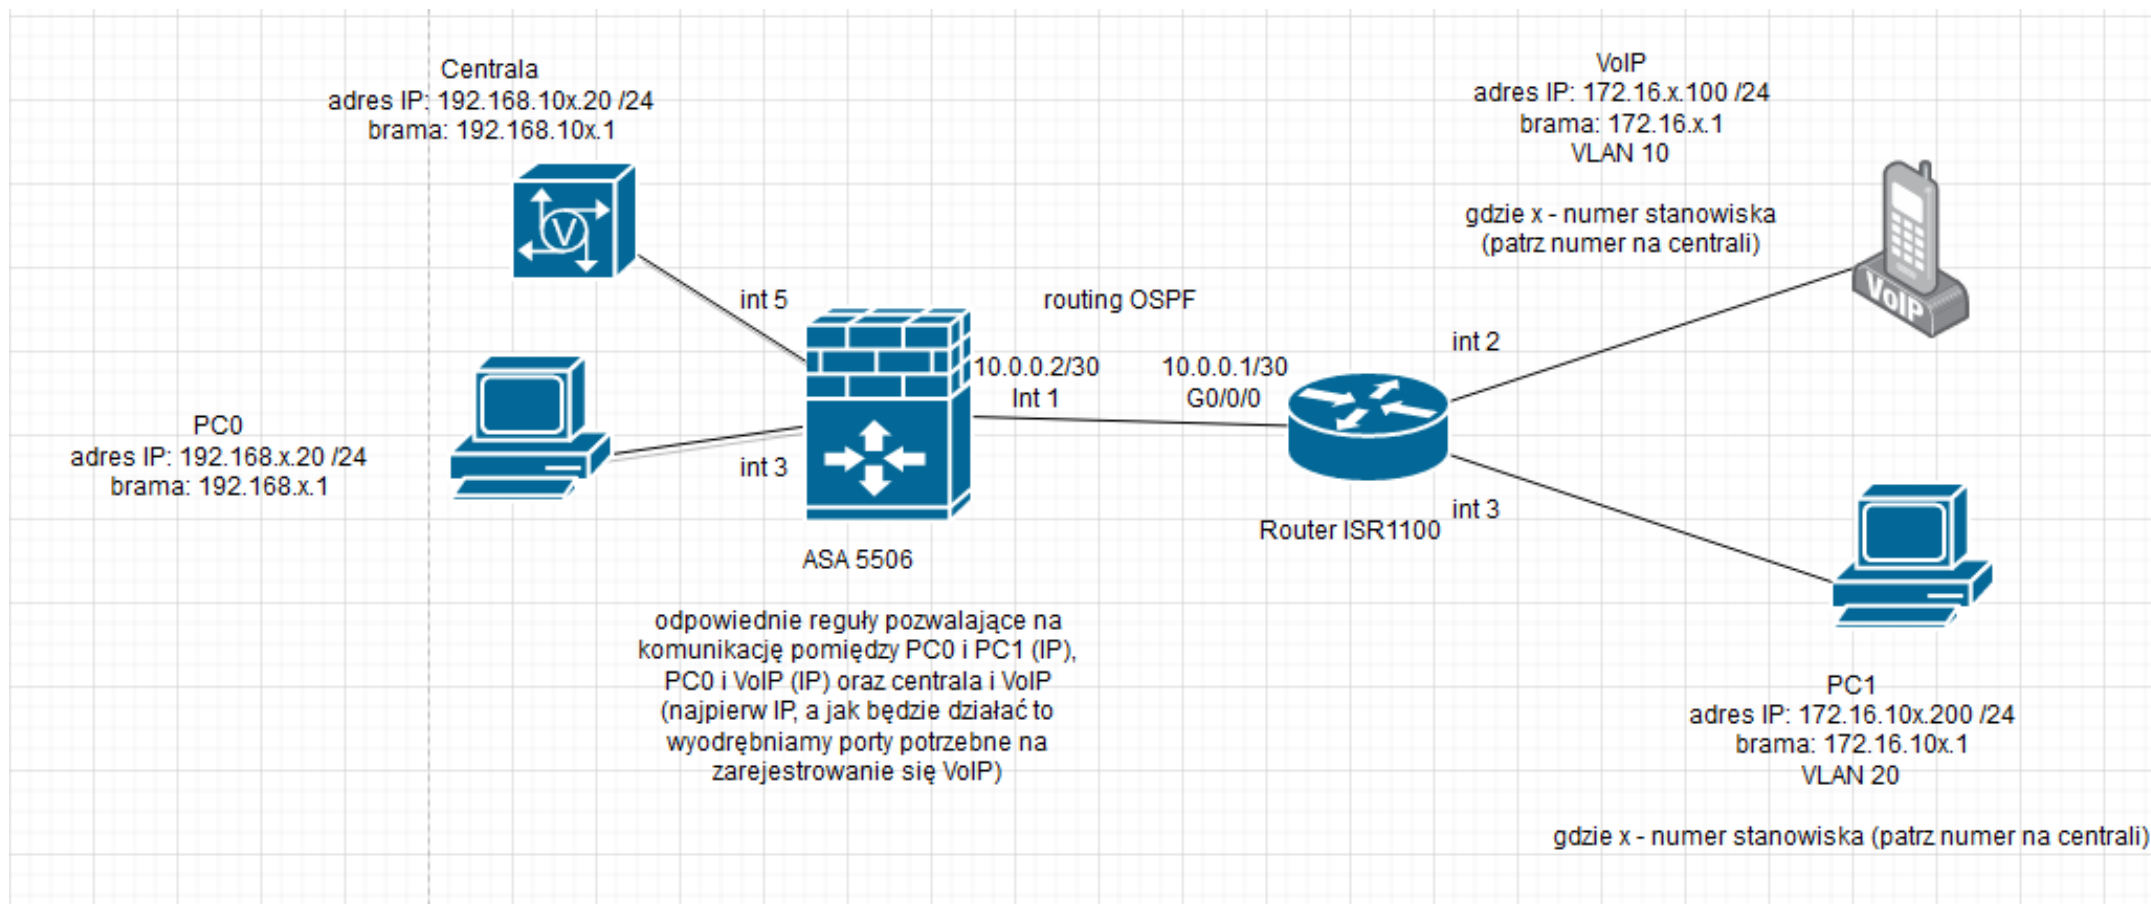 Centrala
adres IP: 192.168.10x.20 /24
brama: 192.168.10x.1
VoIP
adres IP: 172.16.x.100 /24
brama: 172.16.x.1
VLAN 10
gdzie x - numer stanowiska
(patrz numer na centrali)
VoIP
int 5
routing OSPF
int 2
10.0.0.2/30
Int 1
10.0.0.1/30
G0/0/0
PC0
adres IP: 192.168.x.20 /24
brama: 192.168.x.1
int 3
int 3
Router ISR1100
ASA 5506
odpowiednie reguły pozwalające na
komunikację pomiędzy PC0 i PC1 (IP),
PC0 i VoIP (IP) oraz centrala i VoIP
(najpierw IP, a jak będzie działać to
wyodrębniamy porty potrzebne na
zarejestrowanie się VoIP)
PC1
adres IP: 172.16.10x.200 /24
brama: 172.16.10x.1
VLAN 20
gdzie x - numer stanowiska (patrz numer na centrali)
V